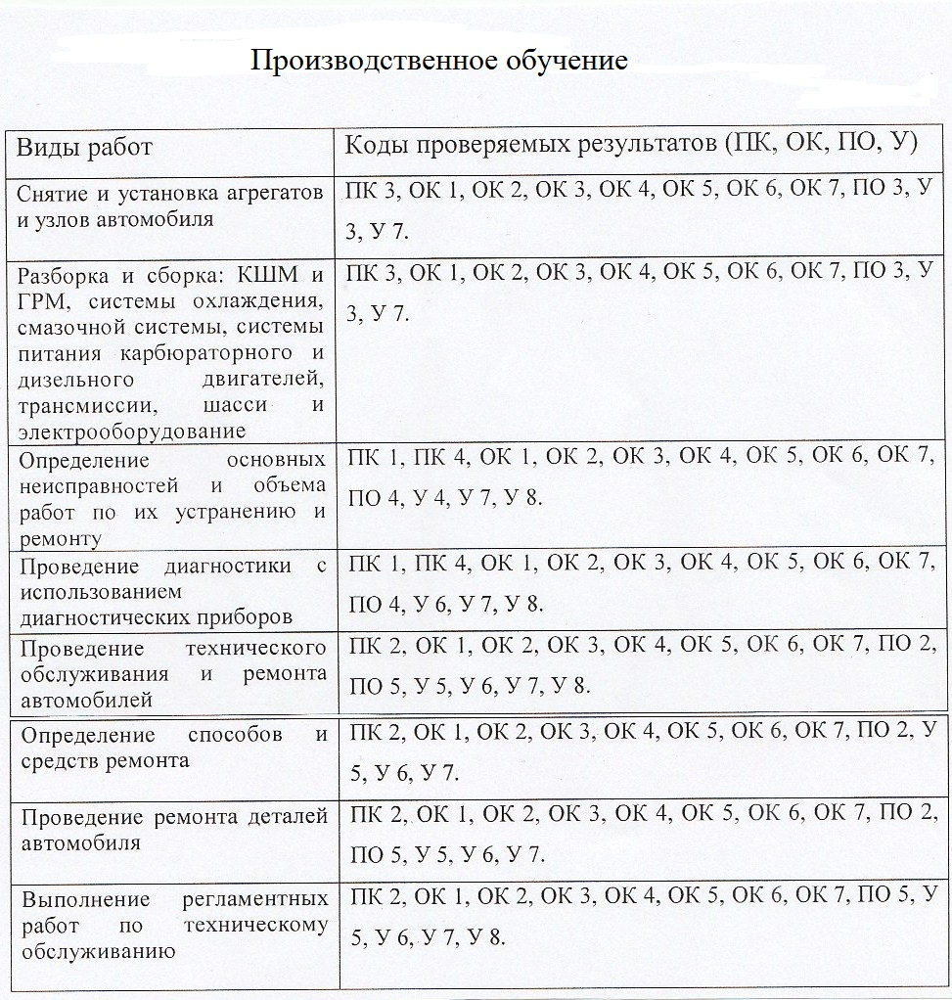 Производственное обучение
Виды работ
Коды проверяемых результатов (ПК, ОК, ПО, У)
Снятие и установка агрегатов
и узлов автомобиля
ПК 3, ОК 1, ОК 2, ОК 3, ОК 4, ОК 5, ОК 6, ОК 7, ПО 3, У
3, У 7.
Разборка и сборка: КШМ и
ГРМ, системы охлаждения,
смазочной системы, системы
питания карбюраторного и
дизельного двигателей,
трансмиссии, шасси и
электрооборудование
ПК 3, ОК 1, ОК 2, ОК 3, ОК 4, ОК 5, ОК 6, ОК 7, ПО 3, У
3, У 7.
Определение основных
неисправностей и объема
работ по их устранению и
ремонту
ПК 1, ПК 4, ОК 1, ОК 2, ОК 3, ОК 4, ОК 5, ОК 6, ОК 7,
ПО 4, У 4, У 7, У 8.
Проведение диагностики с
использованием
диагностических приборов
ПК 1, ПК 4, ОК 1, ОК 2, ОК 3, ОК 4, ОК 5, ОК 6, ОК 7,
ПО 4, У 6, У 7, У 8.
Проведение технического
обслуживания и ремонта
автомобилей
ПК 2, ОК 1, ОК 2, ОК 3, ОК 4, ОК 5, ОК 6, ОК 7, ПО 2,
ПО 5, У 5, У 6, У 7, У 8.
Определение способов и
средств ремонта
ПК 2, ОК 1, ОК 2, ОК 3, ОК 4, ОК 5, ОК 6, ОК 7, ПО 2, У
5, У 6, У 7.
Проведение ремонта деталей
автомобиля
ПК 2, ОК 1, ОК 2, ОК 3, ОК 4, ОК 5, ОК 6, ОК 7, ПО 2,
ПО 5, У 5, У 6, У 7.
Выполнение регламентных
работ по техническому
обслуживанию
ПК 2, ОК 1, ОК 2, ОК 3, ОК 4, ОК 5, ОК 6, ОК 7, ПО 5, У
5, У 6, У 7, У 8.